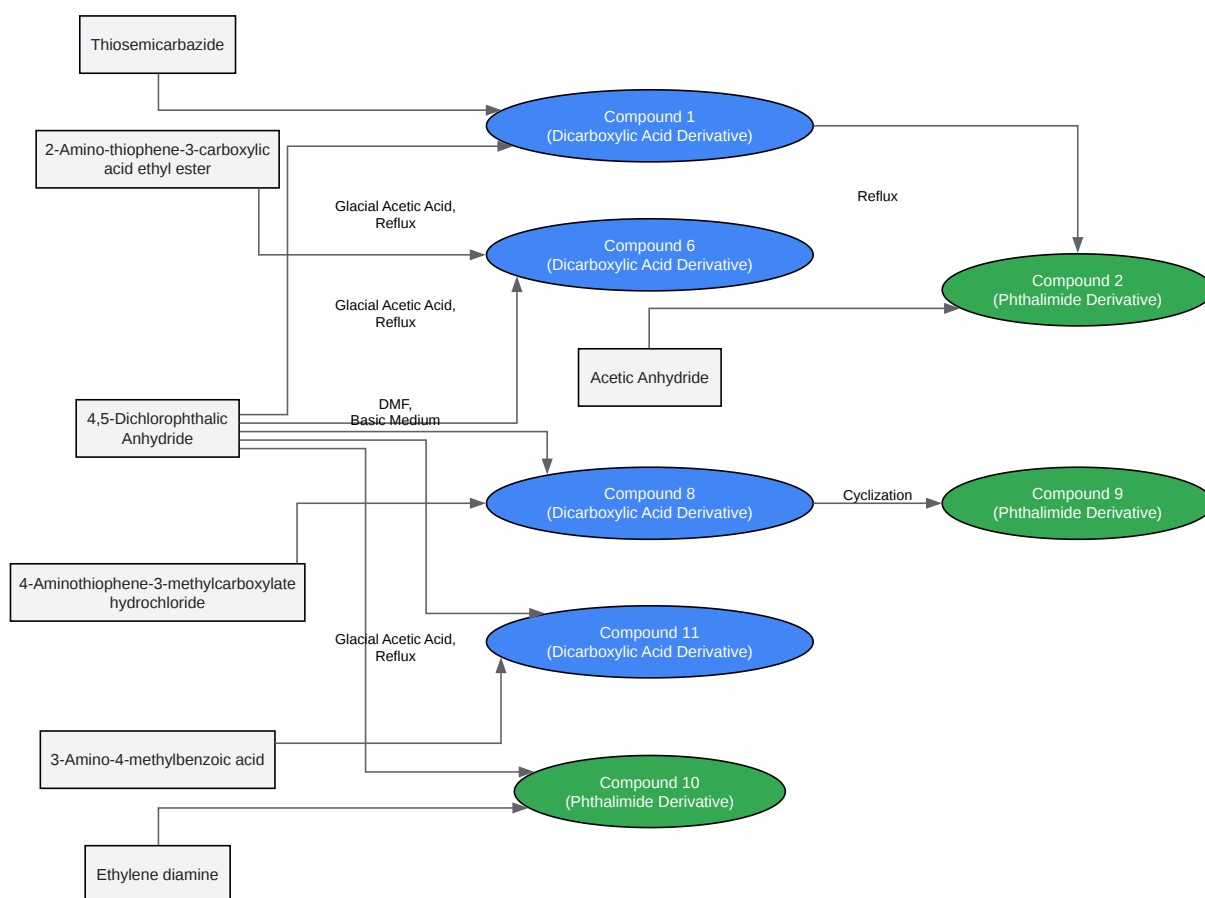 Thiosemicarbazide
Compound 1
(Dicarboxylic Acid Derivative)
2-Amino-thiophene-3-carboxylic
acid ethyl ester
Glacial Acetic Acid,
Reflux
Reflux
Compound 6
(Dicarboxylic Acid Derivative)
Compound 2
(Phthalimide Derivative)
Glacial Acetic Acid,
Reflux
Acetic Anhydride
4,5-Dichlorophthalic
Anhydride
DMF,
Basic Medium
Compound 8
(Dicarboxylic Acid Derivative)
Cyclization
Compound 9
(Phthalimide Derivative)
4-Aminothiophene-3-methylcarboxylate
hydrochloride
Glacial Acetic Acid,
Reflux
Compound 11
(Dicarboxylic Acid Derivative)
3-Amino-4-methylbenzoic acid
Compound 10
(Phthalimide Derivative)
Ethylene diamine